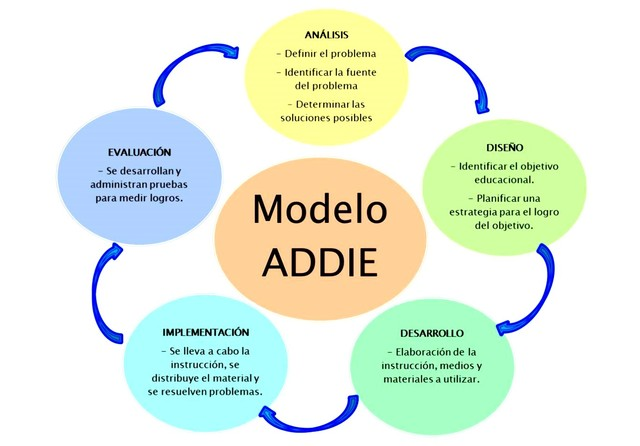 ANÁLISIS
- Definir el problema
- Identificar la fuente
del problema
- Determinar las
soluciones posibles
DISEÑO
- Identificar el objetivo
educacional.
- Planificar una
estrategia para el logro
del objetivo.
DESARROLLO
- Elaboración de la
instrucción, medios y
materiales a utilizar.
IMPLEMENTACIÓN
- Se lleva a cabo la
instrucción, se
distribuye el material y
se resuelven problemas.
EVALUACIÓN
- Se desarrollan y
administran pruebas
para medir logros.
Modelo
ADDIE